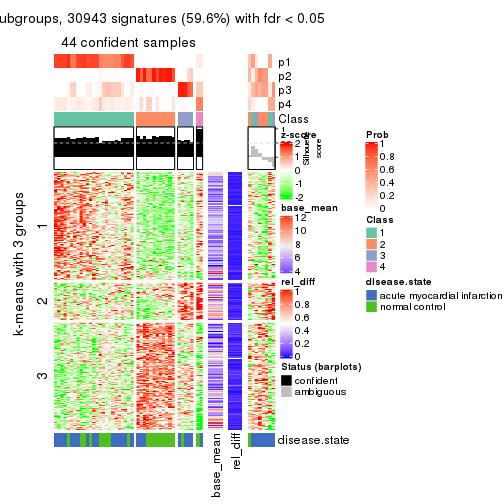 ubgroups, 30943 signatures (59.6%) with fdr < 0.05
44 confident samples
p1
p2
p3
p4
Class
1
Silhouette
score
z-score
2
1
0
-1
-2
base_mean
12
10
8
6
4
rel_diff
1
0.8
0.6
0.4
0.2
0
Status (barplots)
confident
ambiguous
Prob
1
0.8
0.6
0.4
0.2
0
Class
1
2
3
4
disease.state
acute myocardial infarction
normal control
k-means with 3 groups
1
2
3
disease.state
base_mean
rel_diff